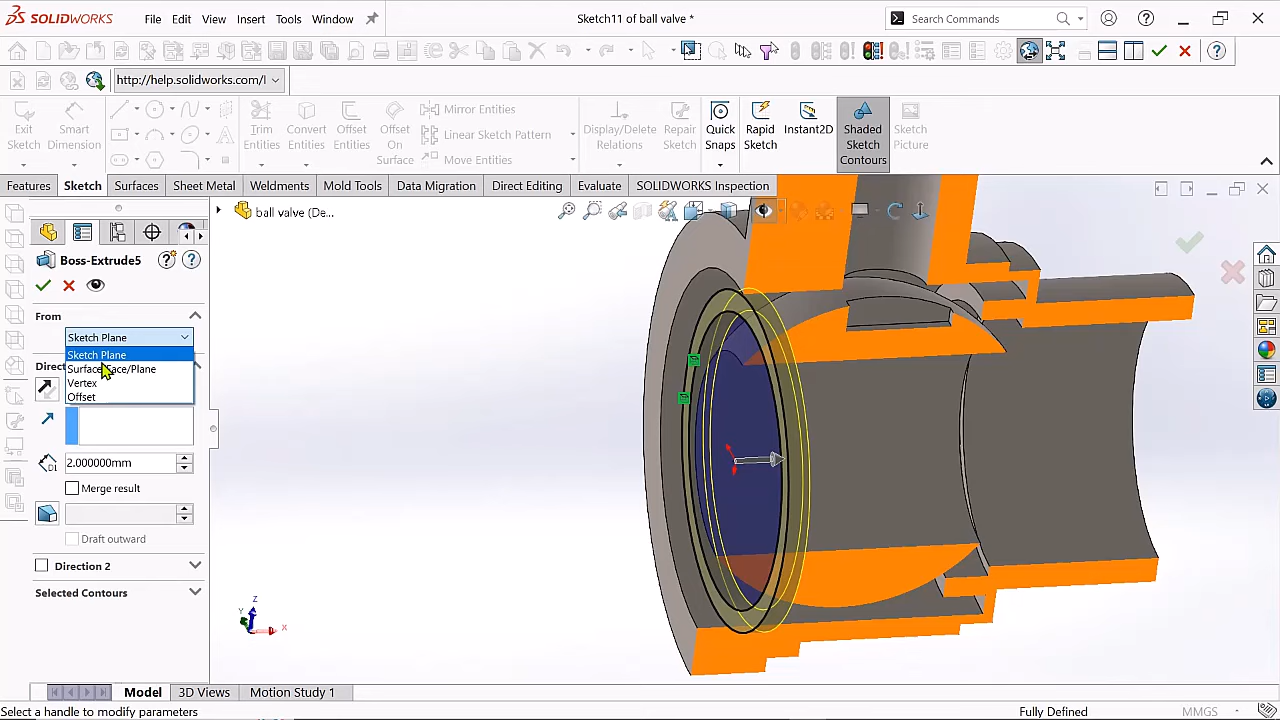 SOLIDWORKS File Edit View Insert Tools Window Sketch11 of ball valve * Search Commands
http://help.solidworks.com/I
Exit Sketch
Smart Dimension
Trim Entities
Convert Entities
Offset Entities
Offset On Surface
Mirror Entities
Linear Sketch Pattern
Move Entities
Display/Delete Relations
Repair Sketch
Quick Snaps
Rapid Sketch
Instant2D
Shaded Sketch Contours
Sketch Picture
Features Sketch Surfaces Sheet Metal Weldments Mold Tools Data Migration Direct Editing Evaluate SOLIDWORKS Inspection
ball valve (Da...
Boss-Extrude5
From
Sketch Plane
Sketch Plane
Surface/Face/Plane
Vertex
Offset
Direc
D1
2.000000mm
Merge result
Draft outward
Direction 2
Selected Contours
Z
Y
X
Model 3D Views Motion Study 1
Select a handle to modify parameters Fully Defined MMGS